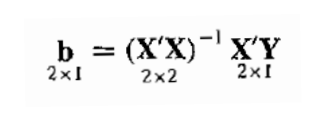 b = (X'X)⁻¹ X'Y
2×1 2×2 2×1